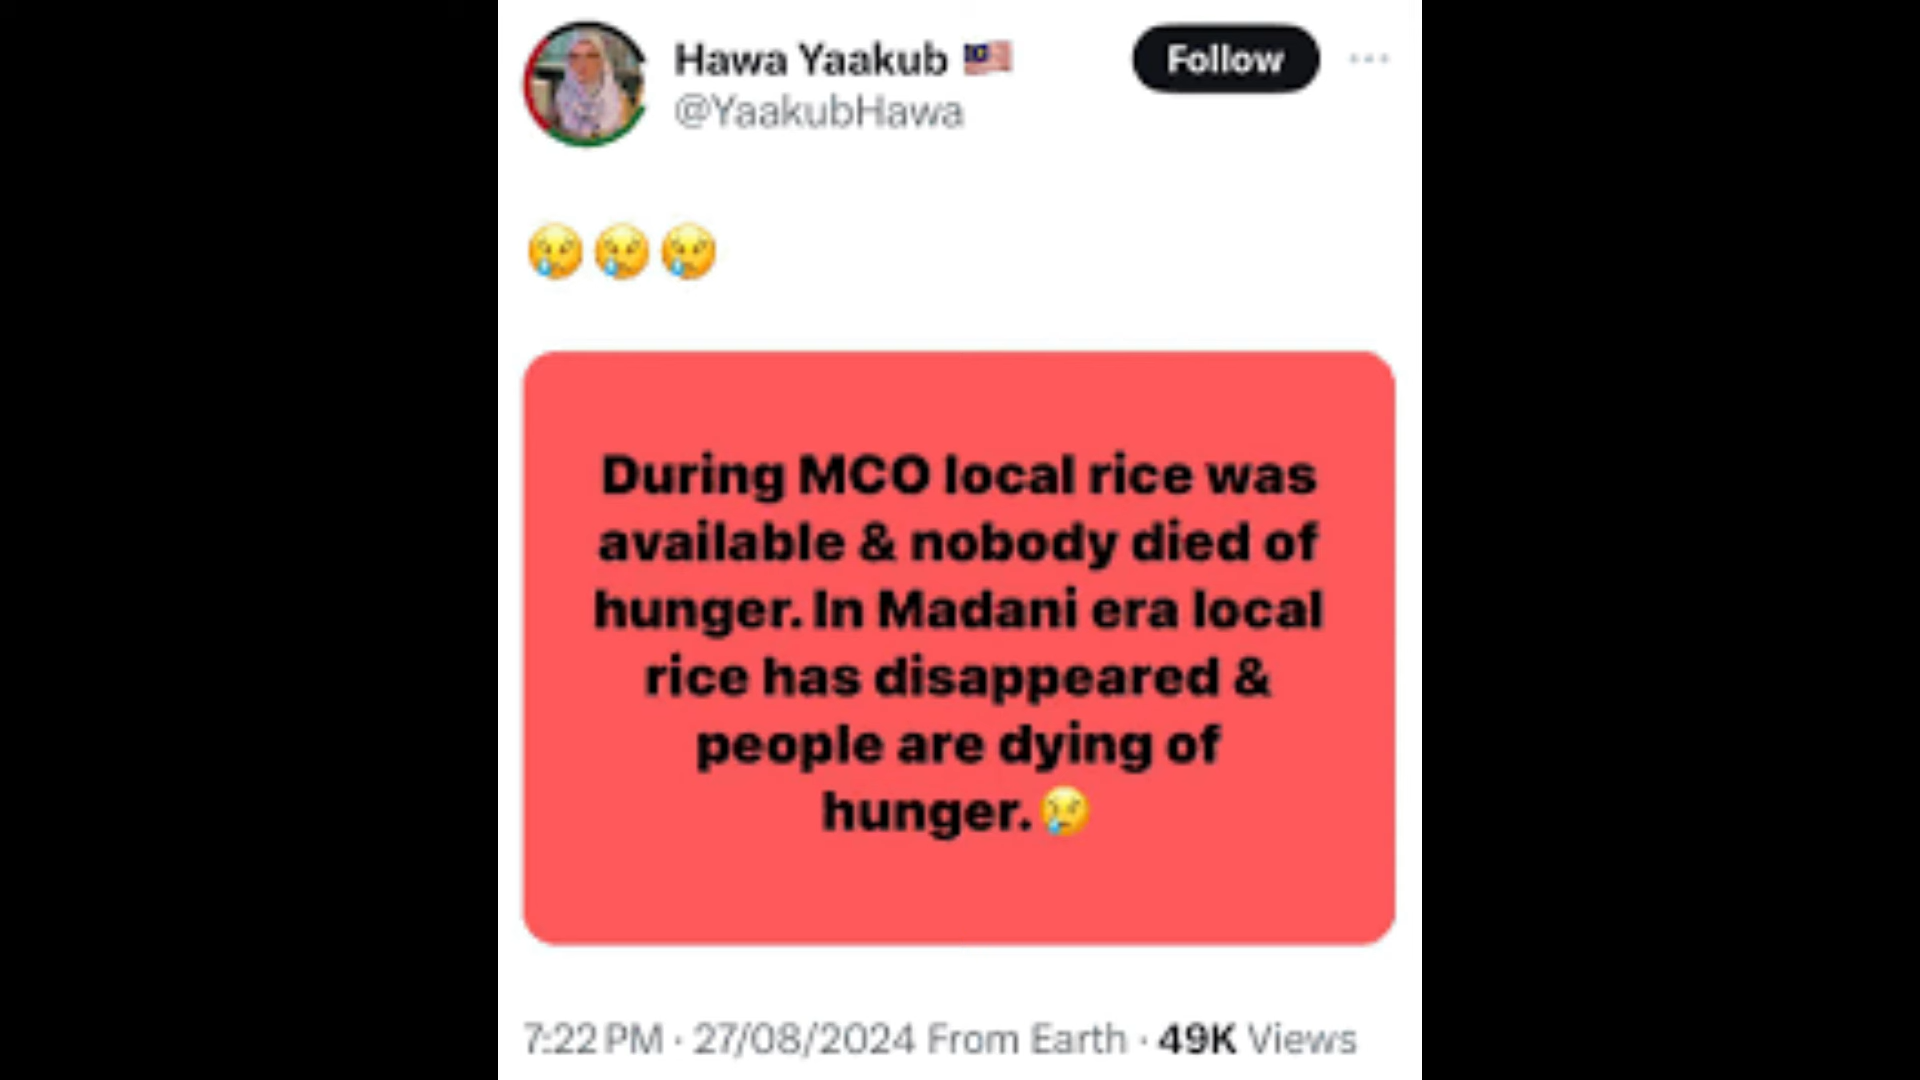 Hawa Yaakub 🇲🇾
Follow
@YaakubHawa
😢😢😢
During MCO local rice was
available & nobody died of
hunger. In Madani era local
rice has disappeared &
people are dying of
hunger.😢
7:22 PM · 27/08/2024 From Earth · 49K Views